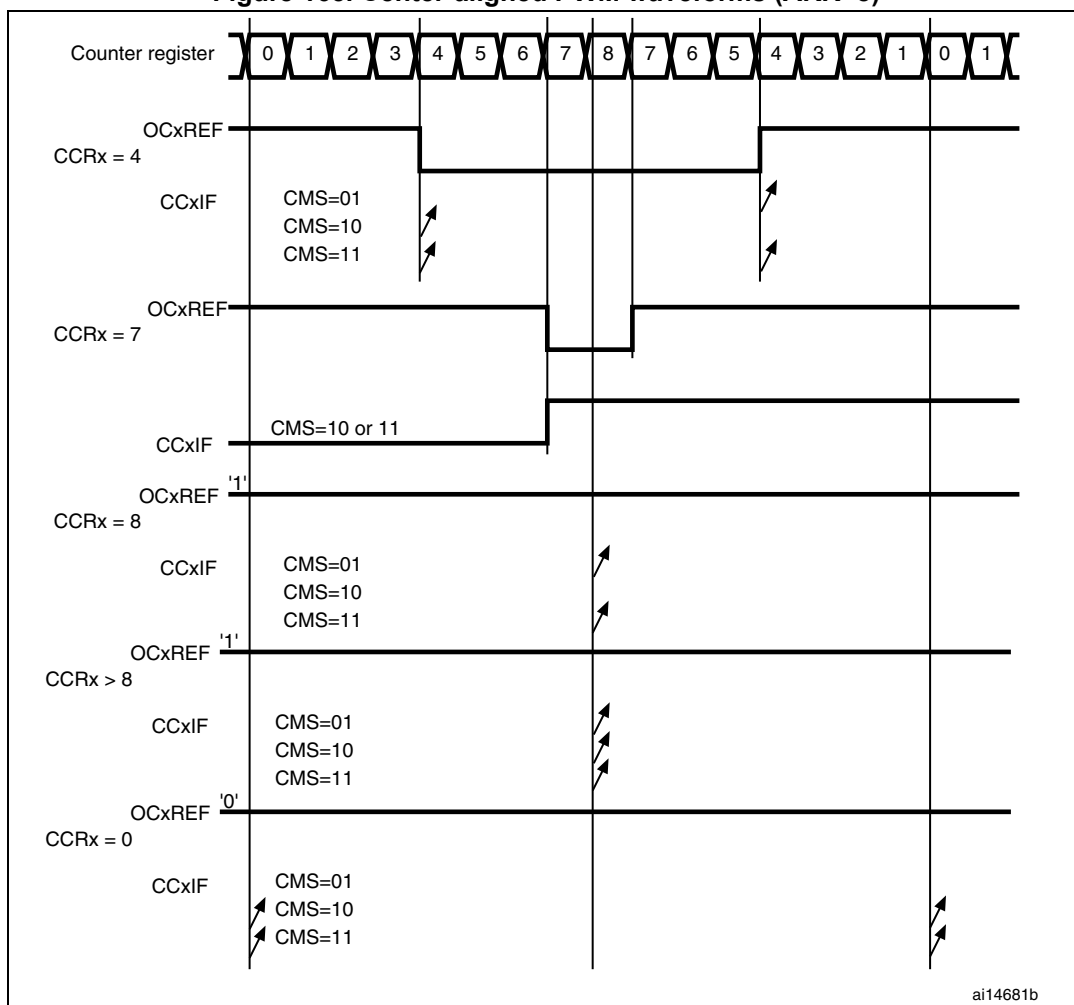 Counter register 0 1 2 3 4 5 6 7 8 7 6 5 4 3 2 1 0 1
OCxREF
CCRx = 4
CCxIF
CMS=01
CMS=10
CMS=11
OCxREF
CCRx = 7
CMS=10 or 11
CCxIF
'1'
OCxREF
CCRx = 8
CCxIF
CMS=01
CMS=10
CMS=11
'1'
OCxREF
CCRx > 8
CCxIF
CMS=01
CMS=10
CMS=11
'0'
OCxREF
CCRx = 0
CCxIF
CMS=01
CMS=10
CMS=11
ai14681b